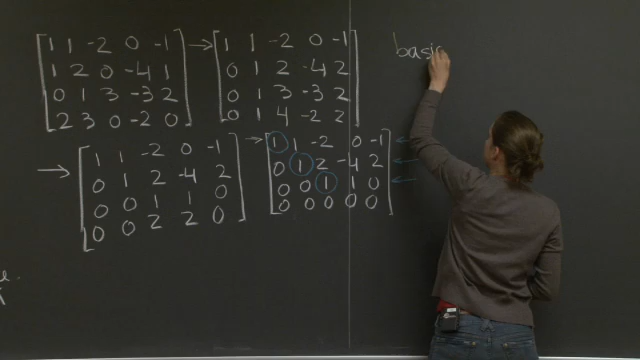 1 1 -2 0 -1
1 2 0 -4 1
0 1 3 -3 2
2 3 0 -2 0
→
1 1 -2 0 -1
0 1 2 -4 2
0 1 3 -3 2
0 1 4 -2 2
→
1 1 -2 0 -1
0 1 2 -4 2
0 0 1 1 0
0 0 2 2 0
→
1 1 -2 0 -1 ←
0 1 2 -4 2 ←
0 0 1 1 0 ←
0 0 0 0 0
basis